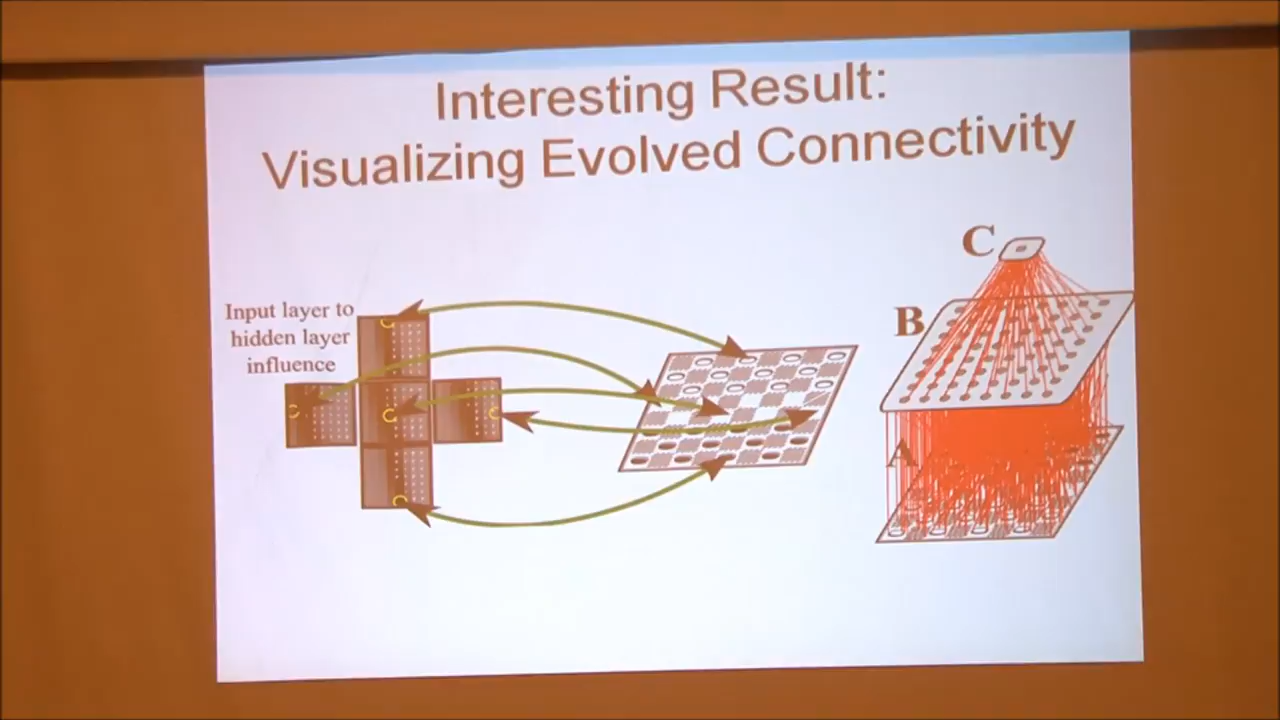 Interesting Result:
Visualizing Evolved Connectivity
Input layer to
hidden layer
influence
C
B
A